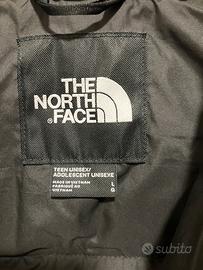 THE
NORTH
FACE
®
TEEN UNISEX/
ADOLESCENT UNISEXE
MADE IN VIETNAM
FABRIQUÉ AU
VIETNAM
L
G
subito